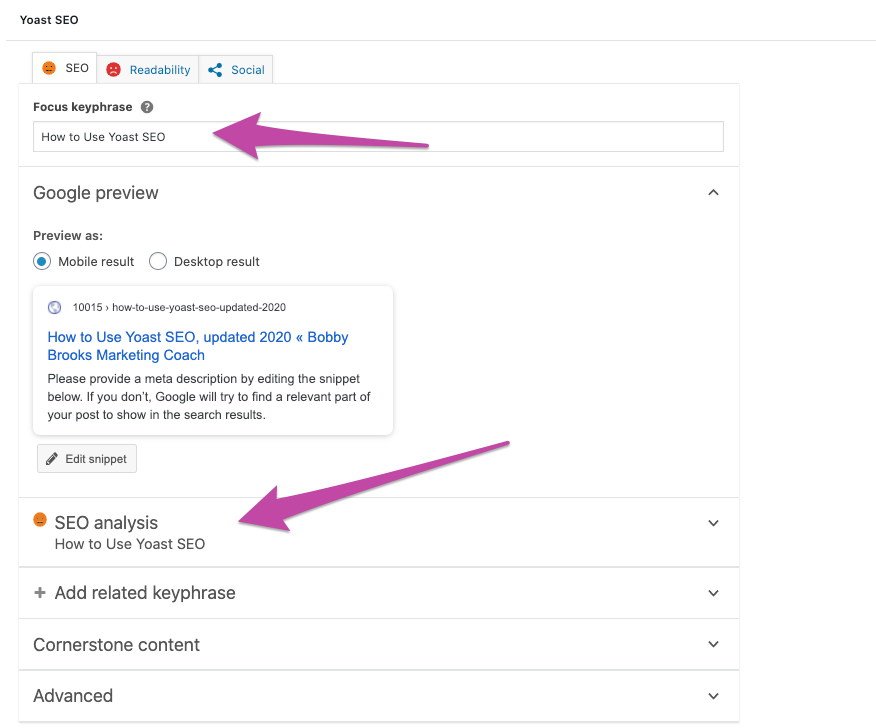 Yoast SEO
SEO
Readability
Social
Focus keyphrase ?
How to Use Yoast SEO
Google preview
Preview as:
Mobile result
Desktop result
10015 › how-to-use-yoast-seo-updated-2020
How to Use Yoast SEO, updated 2020 « Bobby
Brooks Marketing Coach
Please provide a meta description by editing the snippet
below. If you don’t, Google will try to find a relevant part of
your post to show in the search results.
Edit snippet
SEO analysis
How to Use Yoast SEO
+ Add related keyphrase
Cornerstone content
Advanced